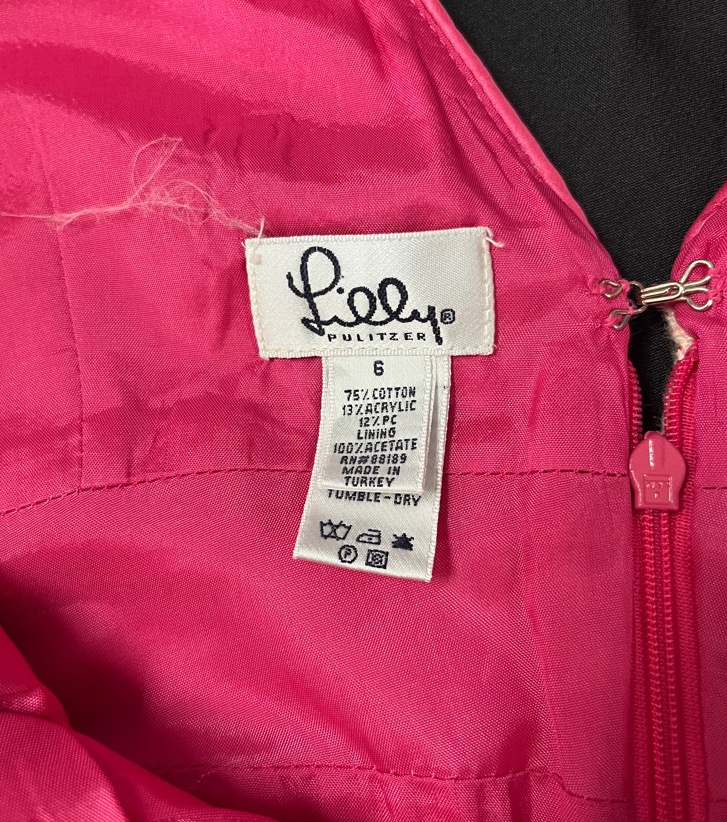 Lilly®
PULITZER
6
75% COTTON
13% ACRYLIC
12% PC
LINING
100% ACETATE
RN# 88189
MADE IN
TURKEY
TUMBLE-DRY
P